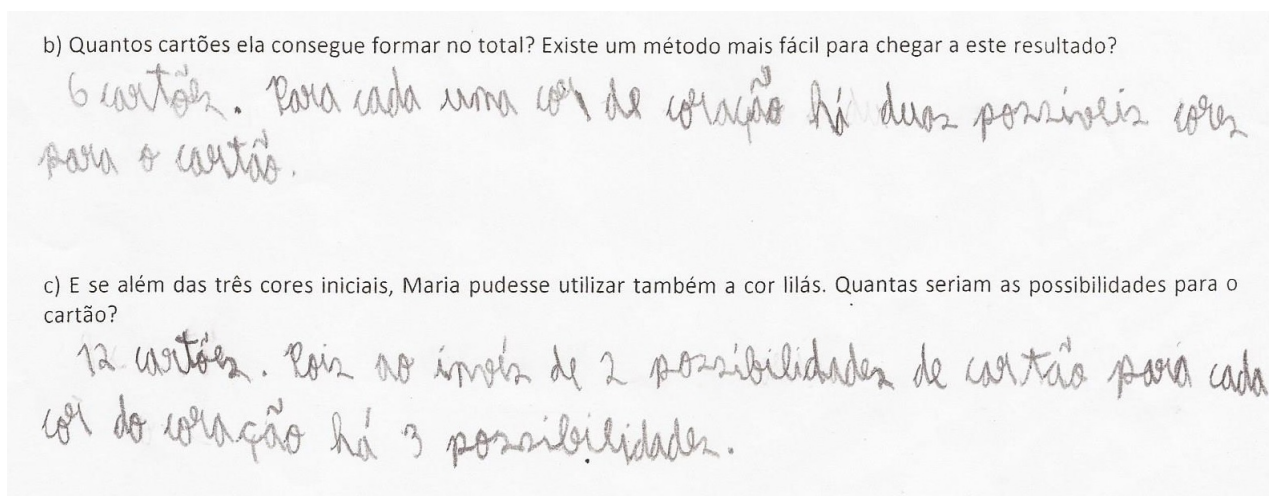 b) Quantos cartões ela consegue formar no total? Existe um método mais fácil para chegar a este resultado?
6 cartões. Para cada uma cor de coração há duas possíveis cores
para o cartão.
c) E se além das três cores iniciais, Maria pudesse utilizar também a cor lilás. Quantas seriam as possibilidades para o
cartão?
12 cartões. Pois ao invés de 2 possibilidades de cartão para cada
cor do coração há 3 possibilidades.